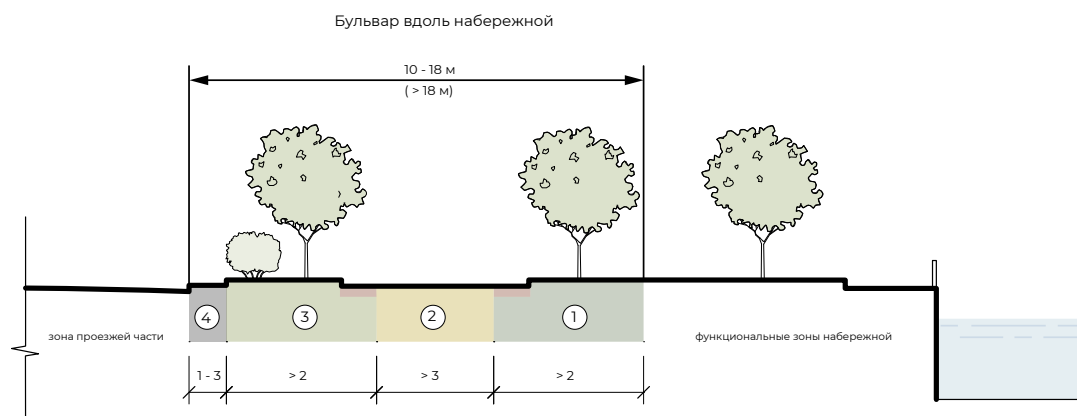 Бульвар вдоль набережной
10 - 18 м
( > 18 м)
4
3
2
1
зона проезжей части
функциональные зоны набережной
1 - 3
> 2
> 3
> 2